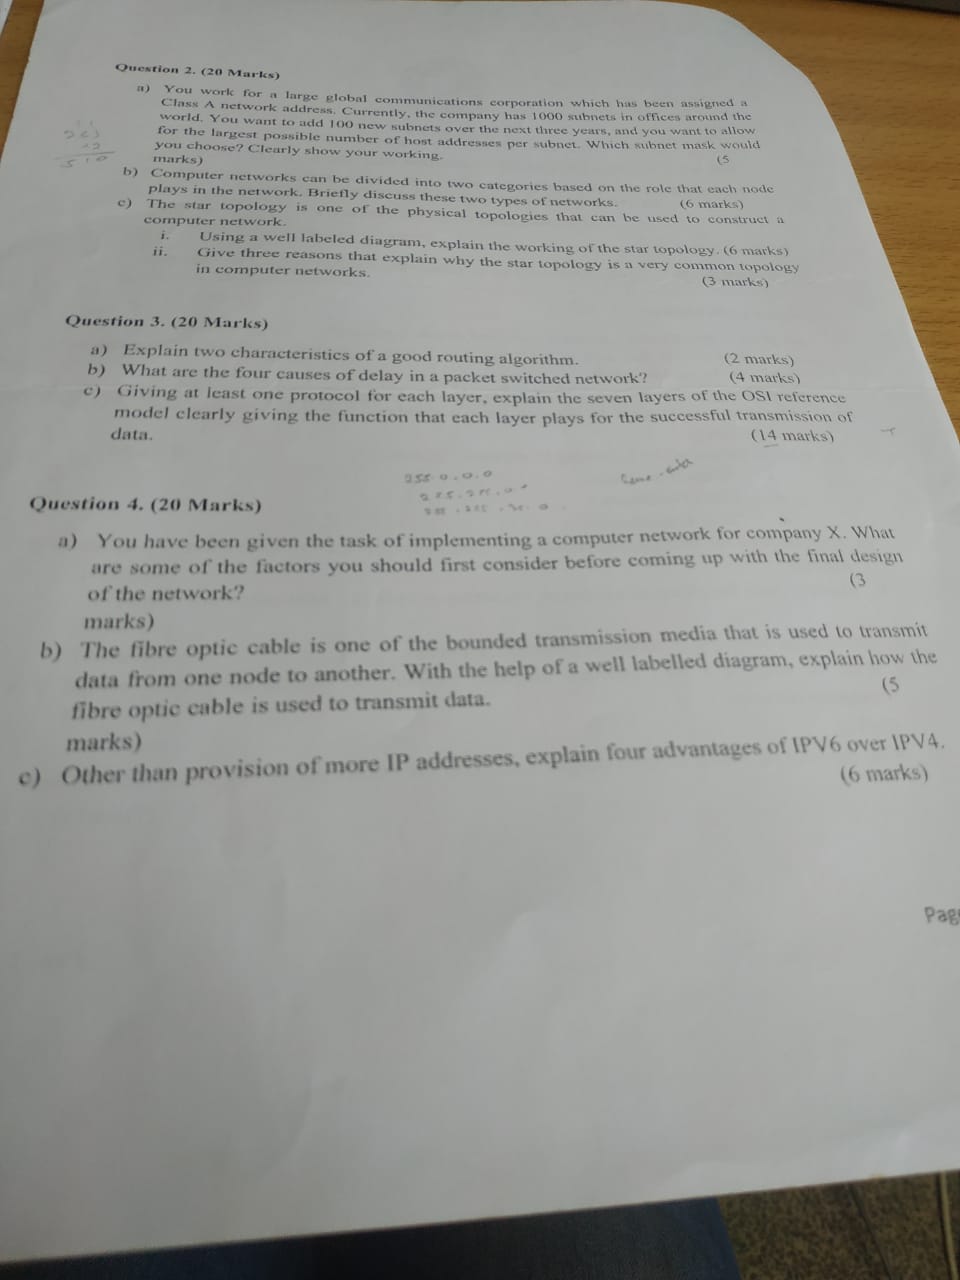 Question 2. (20 Marks)
a) You work for a large global communications corporation which has been assigned a
Class A network address. Currently, the company has 1000 subnets in offices around the
world. You want to add 100 new subnets over the next three years, and you want to allow
for the largest possible number of host addresses per subnet. Which subnet mask would
you choose? Clearly show your working. (5
marks)
b) Computer networks can be divided into two categories based on the role that each node
plays in the network. Briefly discuss these two types of networks. (6 marks)
c) The star topology is one of the physical topologies that can be used to construct a
computer network.
i. Using a well labeled diagram, explain the working of the star topology. (6 marks)
ii. Give three reasons that explain why the star topology is a very common topology
in computer networks. (3 marks)
Question 3. (20 Marks)
a) Explain two characteristics of a good routing algorithm. (2 marks)
b) What are the four causes of delay in a packet switched network? (4 marks)
c) Giving at least one protocol for each layer, explain the seven layers of the OSI reference
model clearly giving the function that each layer plays for the successful transmission of
data. (14 marks)
255 0.0.0
Question 4. (20 Marks)
a) You have been given the task of implementing a computer network for company X. What
are some of the factors you should first consider before coming up with the final design
of the network? (3
marks)
b) The fibre optic cable is one of the bounded transmission media that is used to transmit
data from one node to another. With the help of a well labelled diagram, explain how the
fibre optic cable is used to transmit data. (5
marks)
c) Other than provision of more IP addresses, explain four advantages of IPV6 over IPV4.
(6 marks)